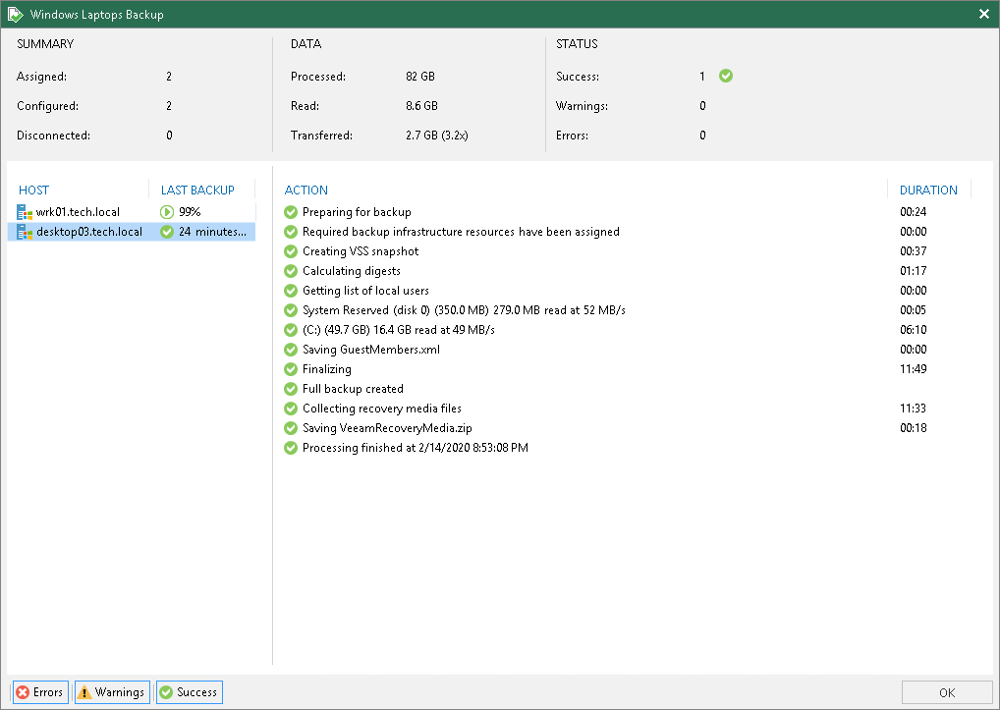 Windows Laptops Backup
SUMMARY
Assigned: 2
Configured: 2
Disconnected: 0
DATA
Processed: 82 GB
Read: 8.6 GB
Transferred: 2.7 GB (3.2x)
STATUS
Success: 1
Warnings: 0
Errors: 0
HOST LAST BACKUP
wrk01.tech.local 99%
desktop03.tech.local 24 minutes...
ACTION DURATION
Preparing for backup 00:24
Required backup infrastructure resources have been assigned 00:00
Creating VSS snapshot 00:37
Calculating digests 01:17
Getting list of local users 00:00
System Reserved (disk 0) (350.0 MB) 279.0 MB read at 52 MB/s 00:05
(C:) (49.7 GB) 16.4 GB read at 49 MB/s 06:10
Saving GuestMembers.xml 00:00
Finalizing 11:49
Full backup created
Collecting recovery media files 11:33
Saving VeeamRecoveryMedia.zip 00:18
Processing finished at 2/14/2020 8:53:08 PM
Errors Warnings Success OK